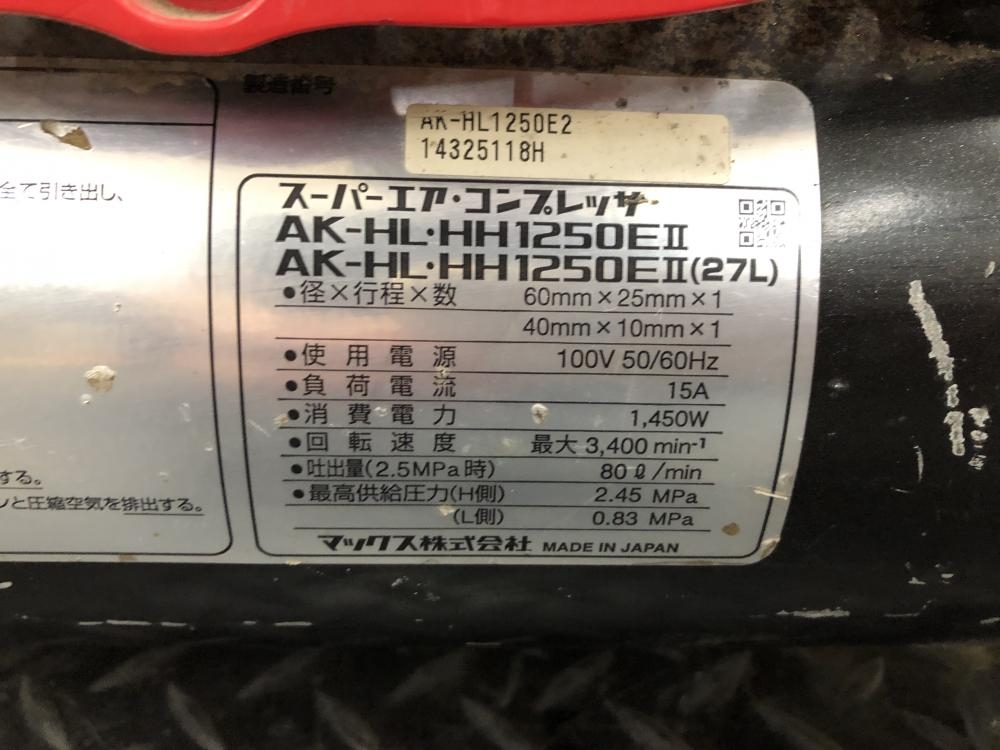 製造番号
AK-HL1250E2
14325118H
全て引き出し、
する。
と圧縮空気を排出する。
スーパーエア・コンプレッサ
AK-HL・HH1250EⅡ
AK-HL・HH1250EⅡ(27L)
●径×行程×数 60mm×25mm×1
40mm×10mm×1
●使用電源 100V 50/60Hz
●負荷電流 15A
●消費電力 1,450W
●回転速度 最大 3,400 min⁻¹
●吐出量(2.5MPa時) 80ℓ/min
●最高供給圧力(H側) 2.45 MPa
(L側) 0.83 MPa
マックス株式会社 MADE IN JAPAN